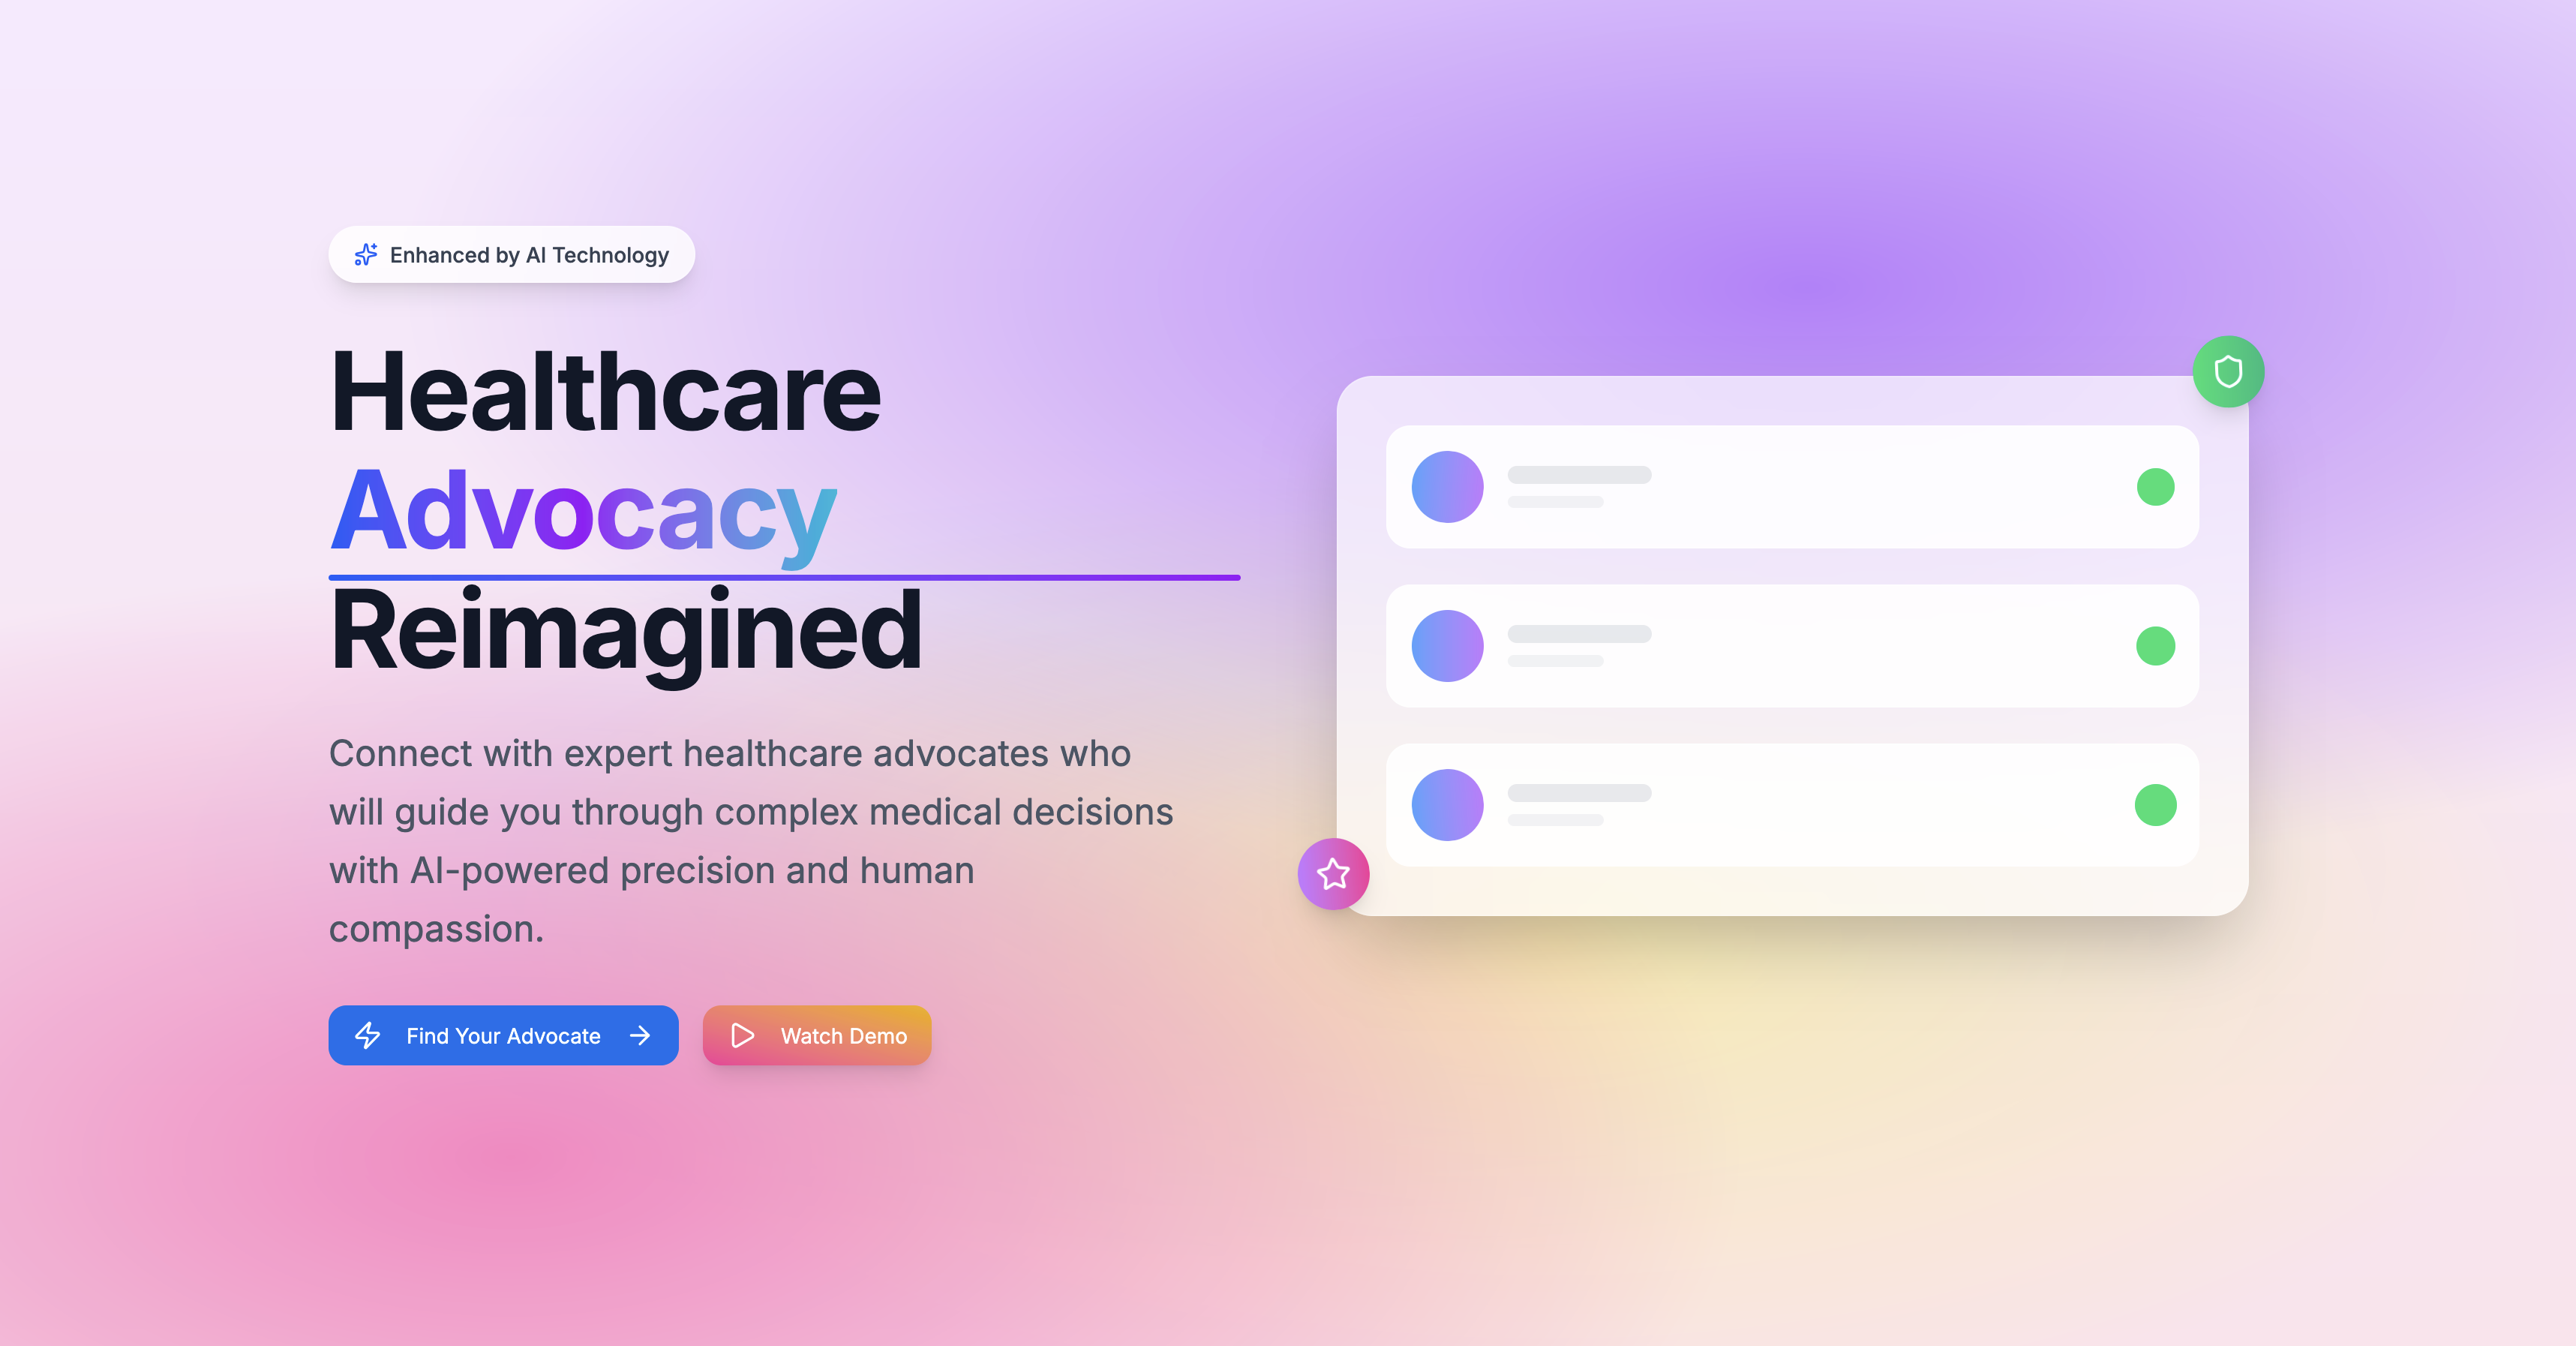 Enhanced by AI Technology
Healthcare
Advocacy
Reimagined
Connect with expert healthcare advocates who
will guide you through complex medical decisions
with AI-powered precision and human
compassion.
Find Your Advocate
Watch Demo